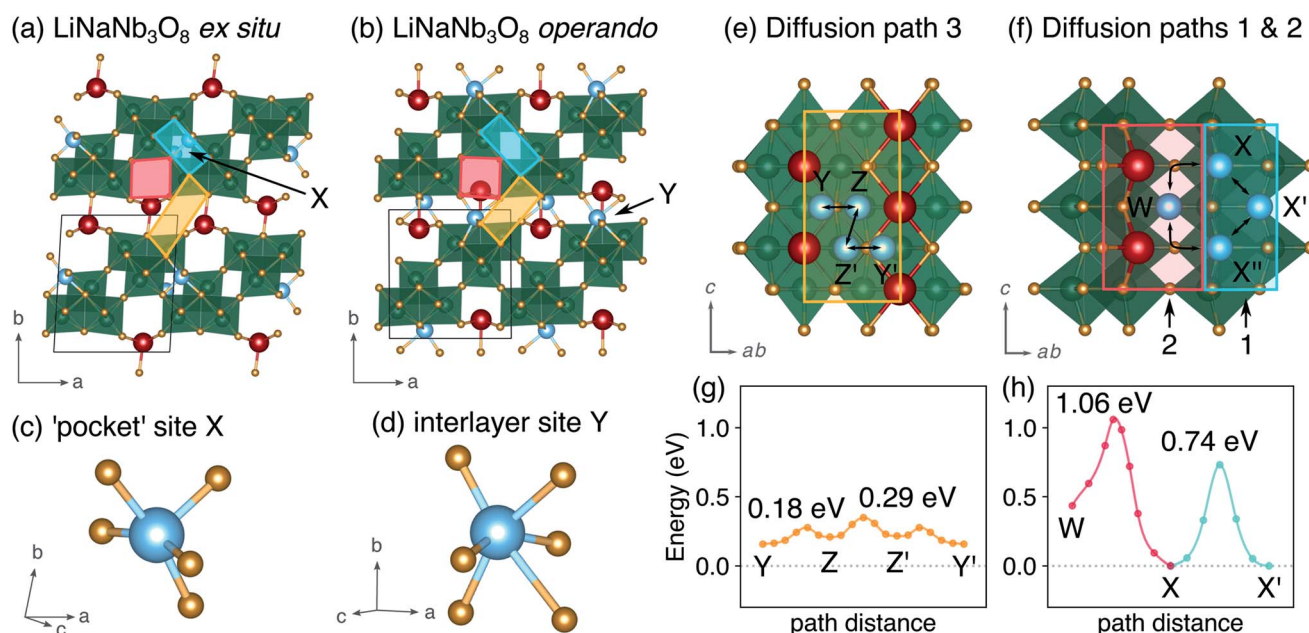 (a) LiNaNb₃O₈ ex situ
X
b
a
(b) LiNaNb₃O₈ operando
Y
b
a
(c) 'pocket' site X
b
a
c
(d) interlayer site Y
b
c
a
(e) Diffusion path 3
Y Z
Z' Y'
c
ab
(f) Diffusion paths 1 & 2
X
W
X'
X"
c
ab
2 1
(g)
Energy (eV)
1.0
0.5
0.0
0.18 eV
0.29 eV
Y Z Z' Y'
path distance
(h)
1.0
0.5
0.0
1.06 eV
0.74 eV
W
X X'
path distance